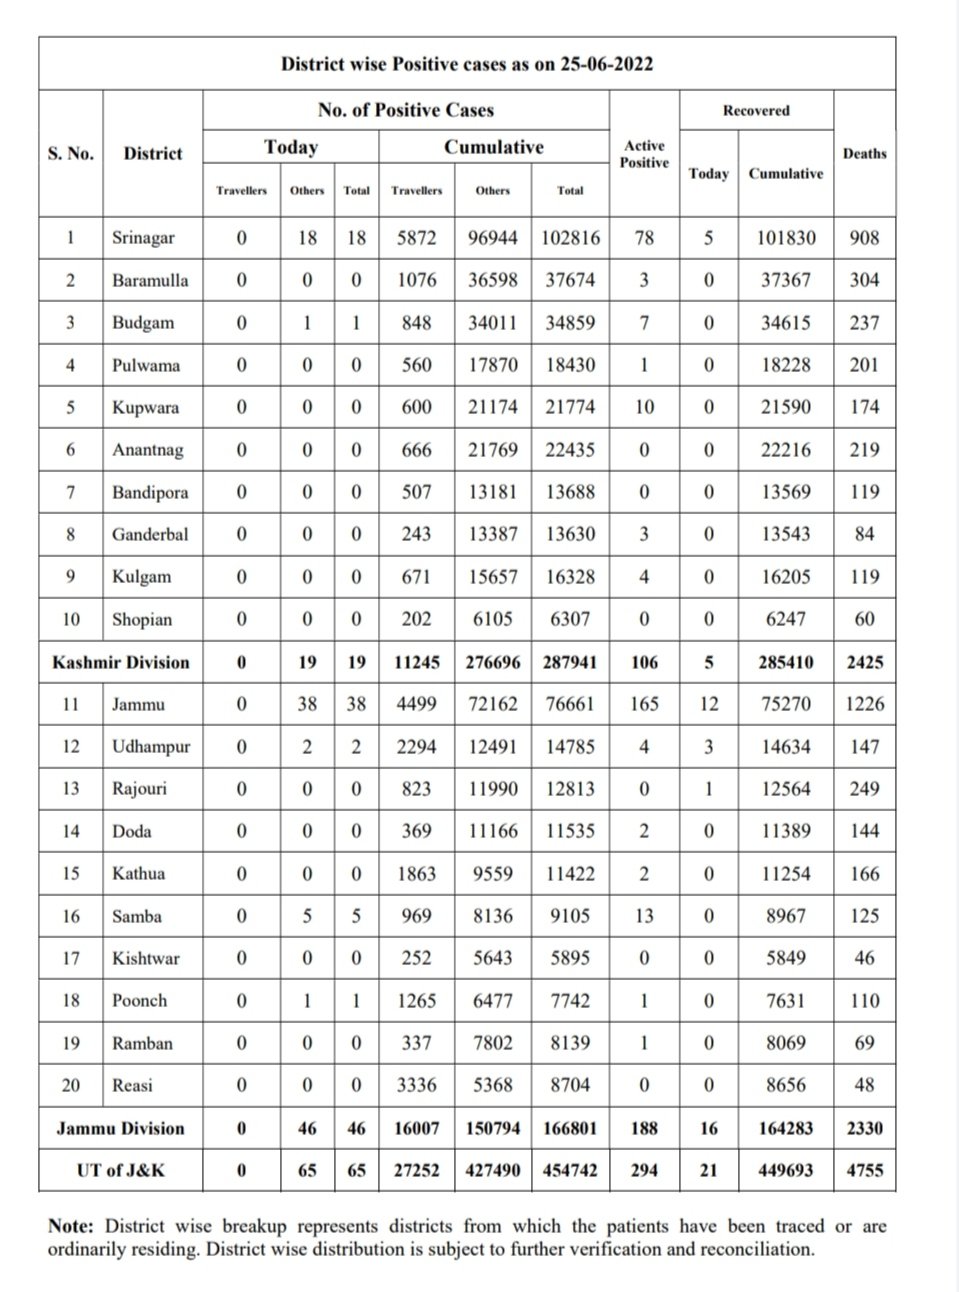 District wise Positive cases as on 25-06-2022
S. No. District No. of Positive Cases Active Positive Recovered Deaths
Today Cumulative Today Cumulative
Travellers Others Total Travellers Others Total
1 Srinagar 0 18 18 5872 96944 102816 78 5 101830 908
2 Baramulla 0 0 0 1076 36598 37674 3 0 37367 304
3 Budgam 0 1 1 848 34011 34859 7 0 34615 237
4 Pulwama 0 0 0 560 17870 18430 1 0 18228 201
5 Kupwara 0 0 0 600 21174 21774 10 0 21590 174
6 Anantnag 0 0 0 666 21769 22435 0 0 22216 219
7 Bandipora 0 0 0 507 13181 13688 0 0 13569 119
8 Ganderbal 0 0 0 243 13387 13630 3 0 13543 84
9 Kulgam 0 0 0 671 15657 16328 4 0 16205 119
10 Shopian 0 0 0 202 6105 6307 0 0 6247 60
Kashmir Division 0 19 19 11245 276696 287941 106 5 285410 2425
11 Jammu 0 38 38 4499 72162 76661 165 12 75270 1226
12 Udhampur 0 2 2 2294 12491 14785 4 3 14634 147
13 Rajouri 0 0 0 823 11990 12813 0 1 12564 249
14 Doda 0 0 0 369 11166 11535 2 0 11389 144
15 Kathua 0 0 0 1863 9559 11422 2 0 11254 166
16 Samba 0 5 5 969 8136 9105 13 0 8967 125
17 Kishtwar 0 0 0 252 5643 5895 0 0 5849 46
18 Poonch 0 1 1 1265 6477 7742 1 0 7631 110
19 Ramban 0 0 0 337 7802 8139 1 0 8069 69
20 Reasi 0 0 0 3336 5368 8704 0 0 8656 48
Jammu Division 0 46 46 16007 150794 166801 188 16 164283 2330
UT of J&K 0 65 65 27252 427490 454742 294 21 449693 4755
Note: District wise breakup represents districts from which the patients have been traced or are
ordinarily residing. District wise distribution is subject to further verification and reconciliation.